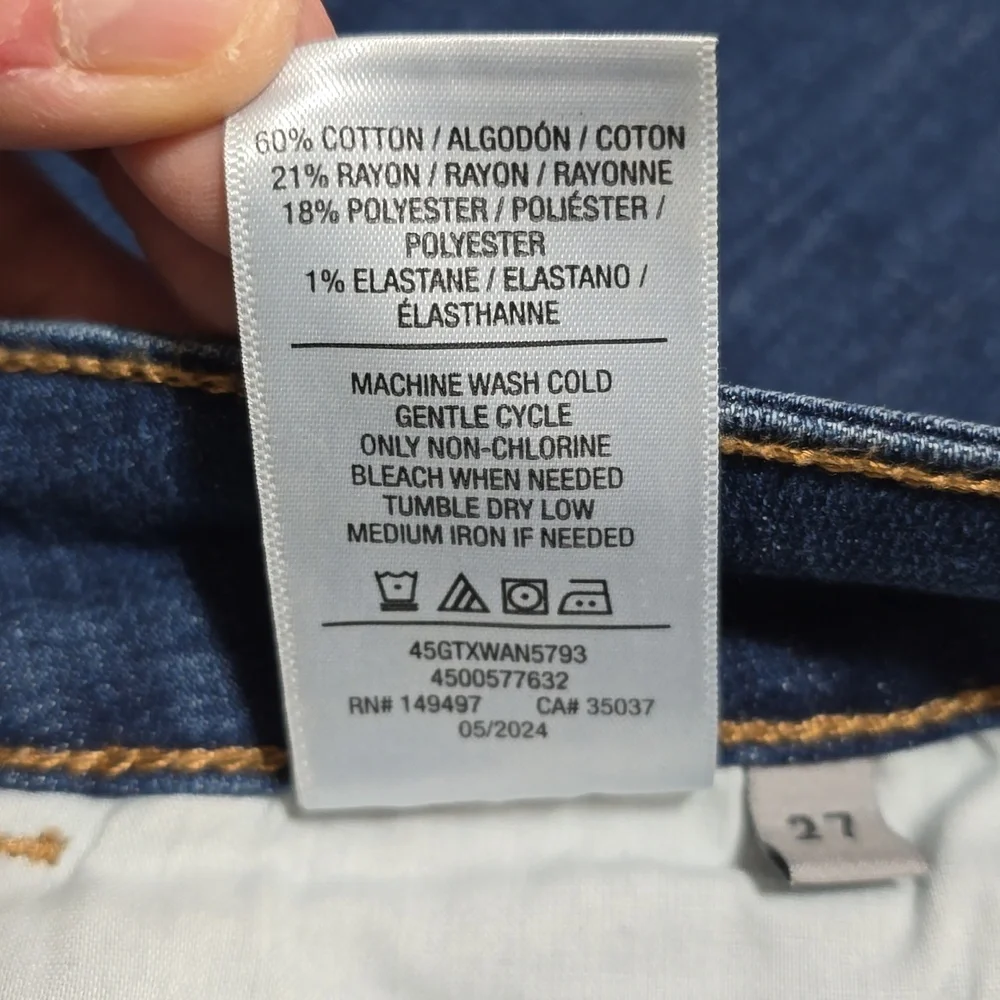 60% COTTON / ALGODÓN / COTON
21% RAYON / RAYON / RAYONNE
18% POLYESTER / POLIÉSTER /
POLYESTER
1% ELASTANE / ELASTANO /
ÉLASTHANNE
MACHINE WASH COLD
GENTLE CYCLE
ONLY NON-CHLORINE
BLEACH WHEN NEEDED
TUMBLE DRY LOW
MEDIUM IRON IF NEEDED
45GTXWAN5793
4500577632
RN# 149497 CA# 35037
05/2024
27